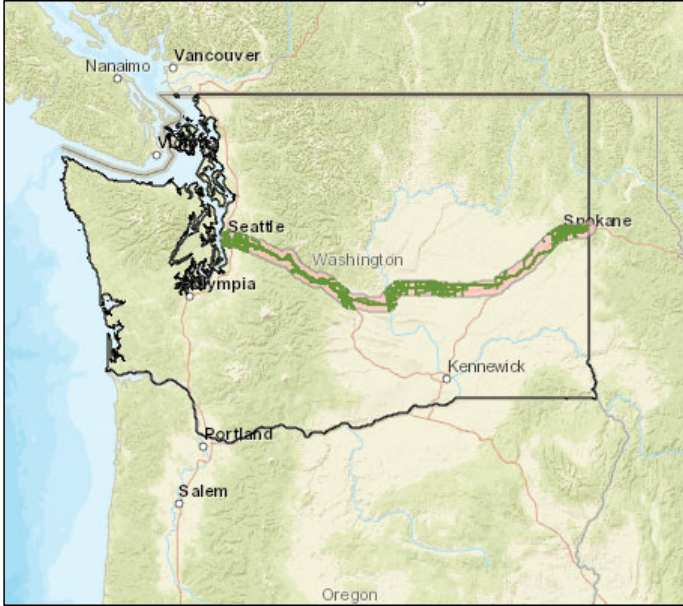 Vancouver
Nanaimo
Victoria
Seattle
Spokane
Washington
Olympia
Kennewick
Portland
Salem
Oregon